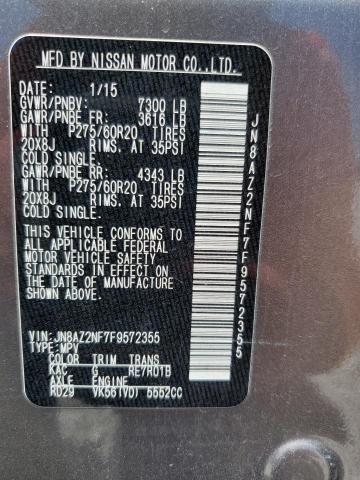 MFD BY NISSAN MOTOR CO.,LTD.
DATE: 1/15
GVWR/PNBV: 7300 LB
GAWR/PNBE FR: 3616 LB
WITH P275/60R20 TIRES
20X8J RIMS, AT 35PSI
COLD SINGLE.
GAWR/PNBE RR: 4343 LB
WITH P275/60R20 TIRES
20X8J RIMS, AT 35PSI
COLD SINGLE.
THIS VEHICLE CONFORMS TO
ALL APPLICABLE FEDERAL
MOTOR VEHICLE SAFETY
STANDARDS IN EFFECT ON
THE DATE OF MANUFACTURE
SHOWN ABOVE.
VIN: JN8AZ2NF7F9572355
TYPE: MPV
COLOR TRIM TRANS
KAC G RE7R01B
AXLE ENGINE
RD29 VK56(VD) 5552CC
JN8AZ2NF7F9572355